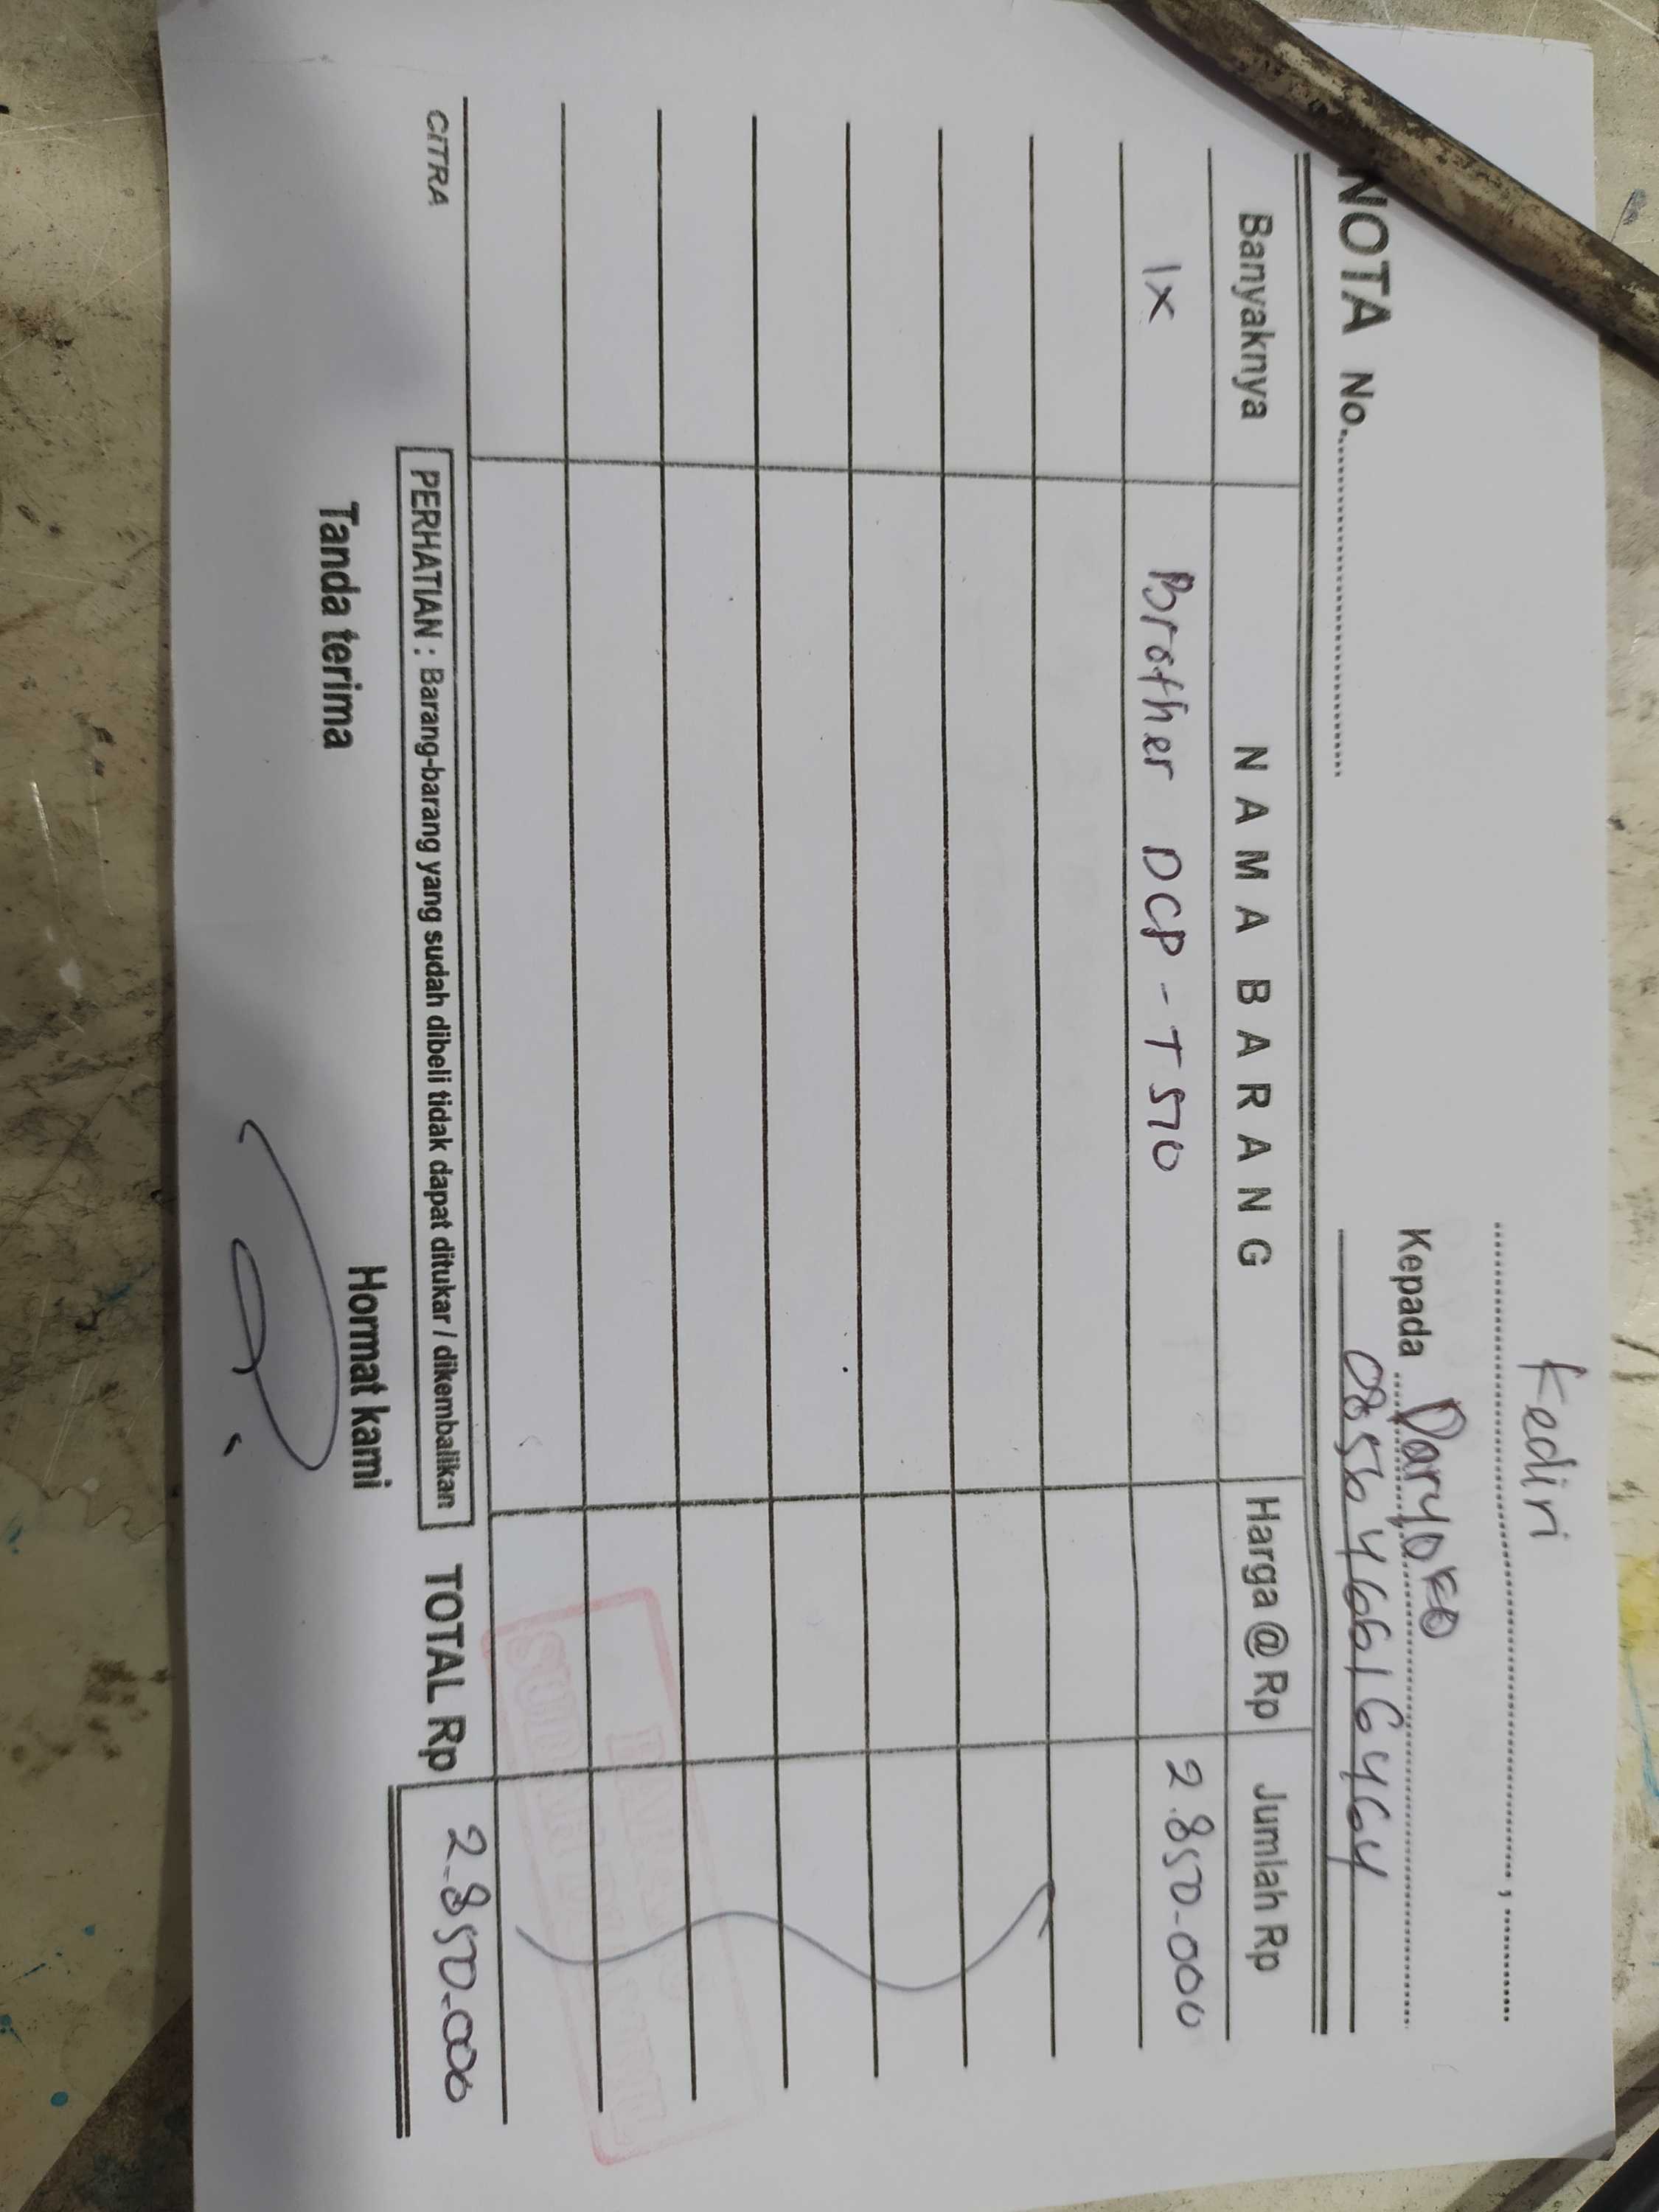 Kediri
NOTA No.
Kepada Daryoko
Banyaknya NAMA BARANG Harga @ Rp Jumlah Rp
1x Brother DCP - T510 2.850.000
CITRA PERHATIAN : Barang-barang yang sudah dibeli tidak dapat ditukar / dikembalikan TOTAL Rp 2.850.000
Tanda terima Hormat kami